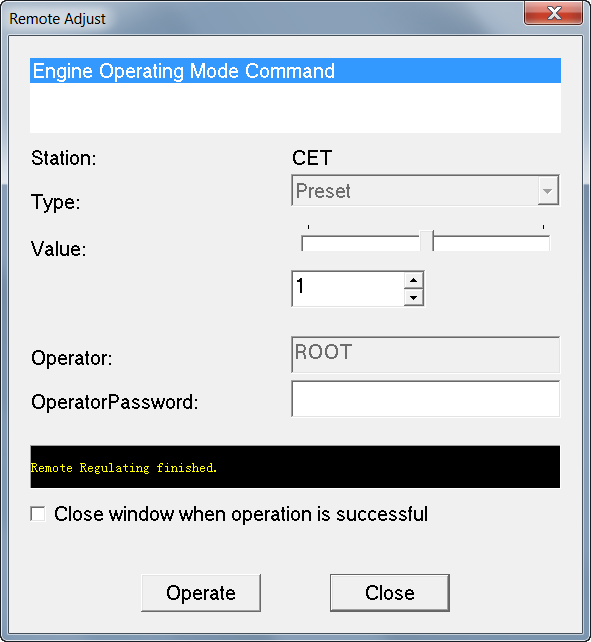 Remote Adjust
Engine Operating Mode Command
Station: CET
Type: Preset
Value:
1
Operator: ROOT
OperatorPassword:
Remote Regulating finished.
Close window when operation is successful
Operate Close